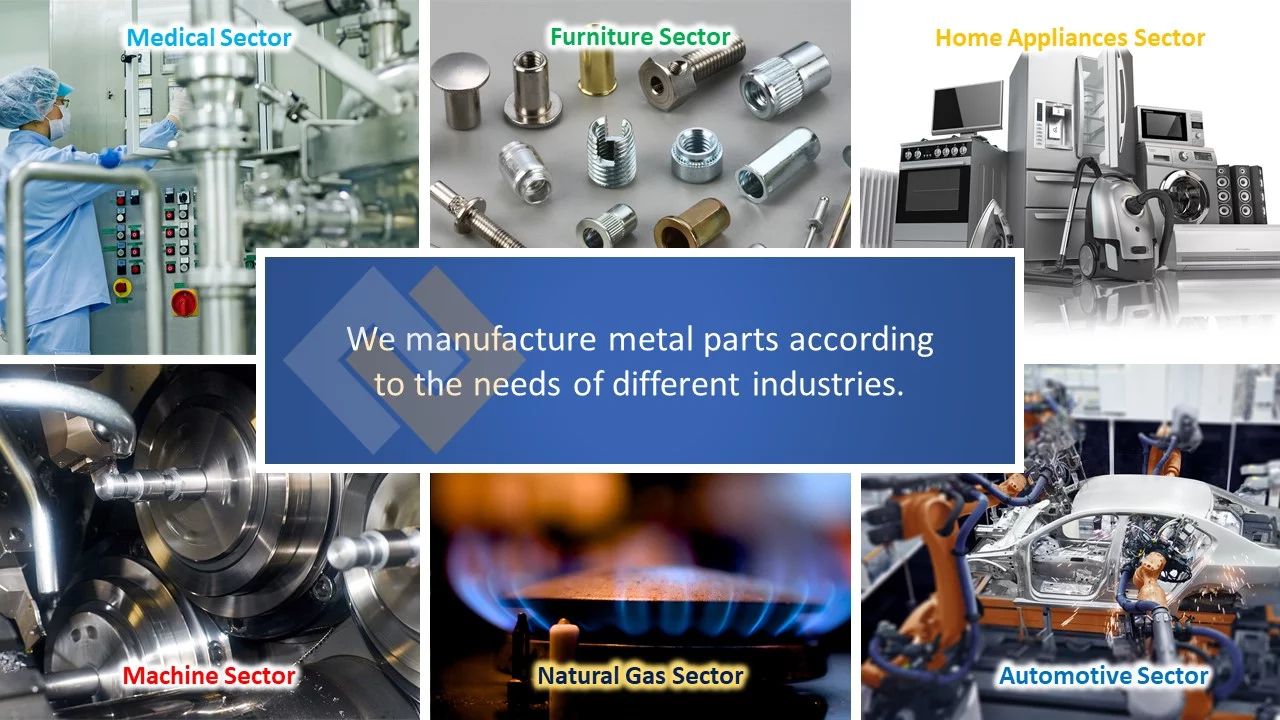 Medical Sector
Furniture Sector
Home Appliances Sector
We manufacture metal parts according
to the needs of different industries.
Machine Sector
Natural Gas Sector
Automotive Sector